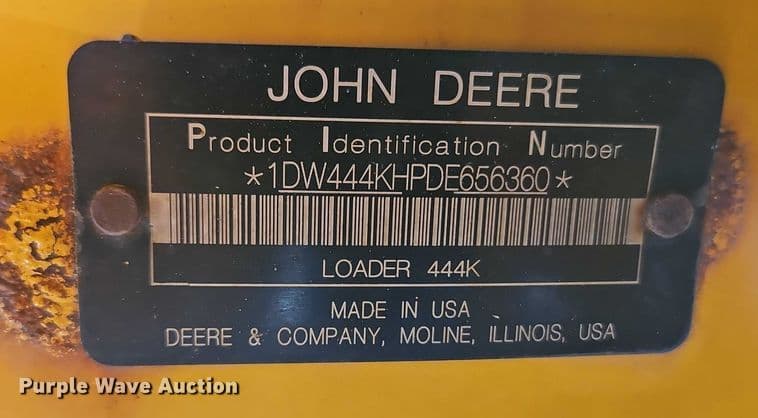 JOHN DEERE
Product Identification Number
*1DW444KHPDE656360*
LOADER 444K
MADE IN USA
DEERE & COMPANY, MOLINE, ILLINOIS, USA
Purple Wave Auction